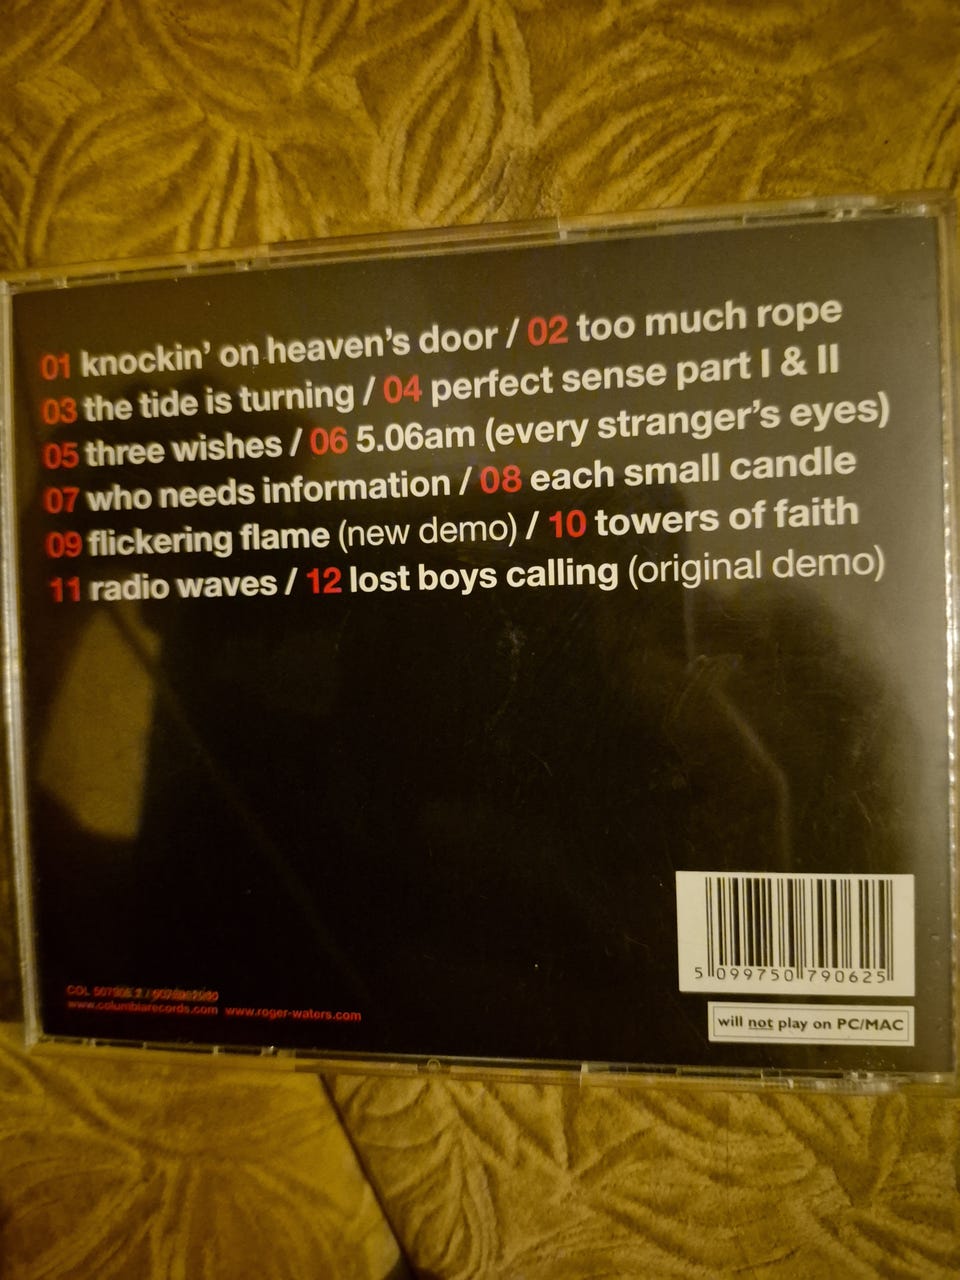 01 knockin' on heaven's door / 02 too much rope
03 the tide is turning / 04 perfect sense part I & II
05 three wishes / 06 5.06am (every stranger's eyes)
07 who needs information / 08 each small candle
09 flickering flame (new demo) / 10 towers of faith
11 radio waves / 12 lost boys calling (original demo)
5 099750 790625
will not play on PC/MAC
COL
www.columbiarecords.com www.roger-waters.com